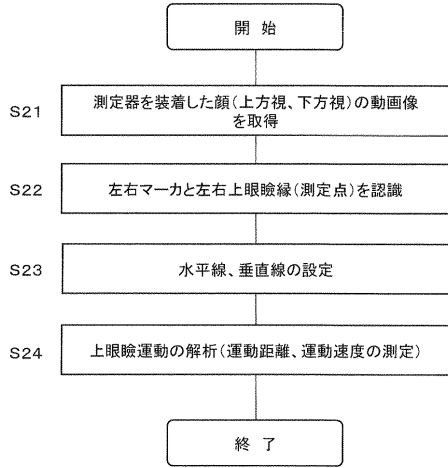 開 始
S21
測定器を装着した顔(上方視、下方視)の動画像
を取得
S22
左右マーカと左右上眼瞼縁(測定点)を認識
S23
水平線、垂直線の設定
S24
上眼瞼運動の解析(運動距離、運動速度の測定)
終 了